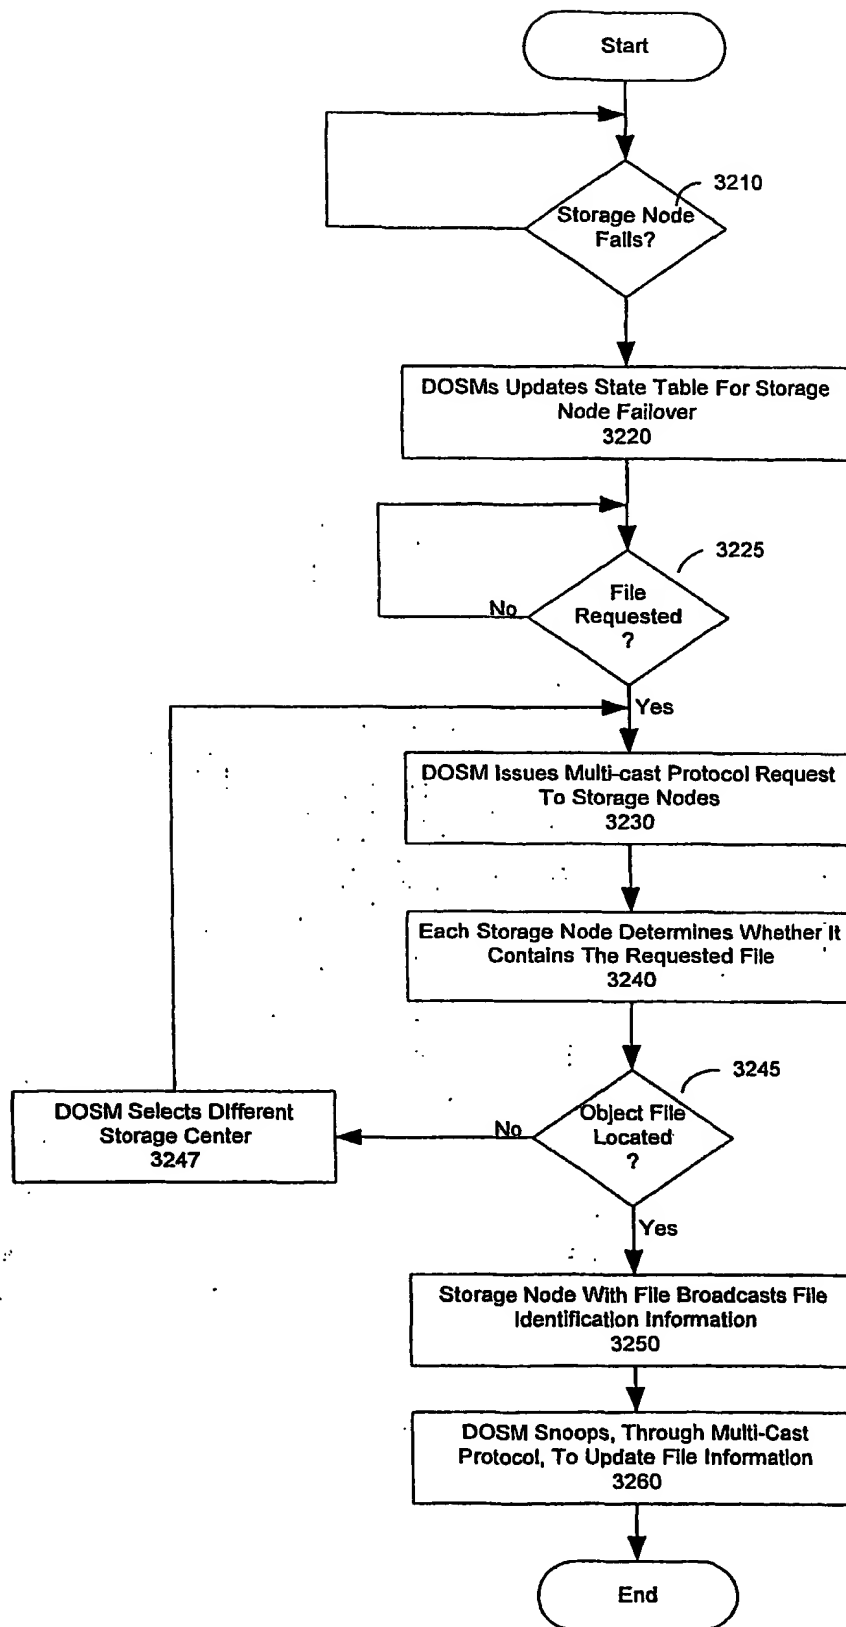 Start
3210
Storage Node
Fails?
DOSMs Updates State Table For Storage
Node Failover
3220
3225
File
Requested
?
No
Yes
DOSM Issues Multi-cast Protocol Request
To Storage Nodes
3230
Each Storage Node Determines Whether It
Contains The Requested File
3240
3245
Object File
Located
?
No
DOSM Selects Different
Storage Center
3247
Yes
Storage Node With File Broadcasts File
Identification Information
3250
DOSM Snoops, Through Multi-Cast
Protocol, To Update File Information
3260
End